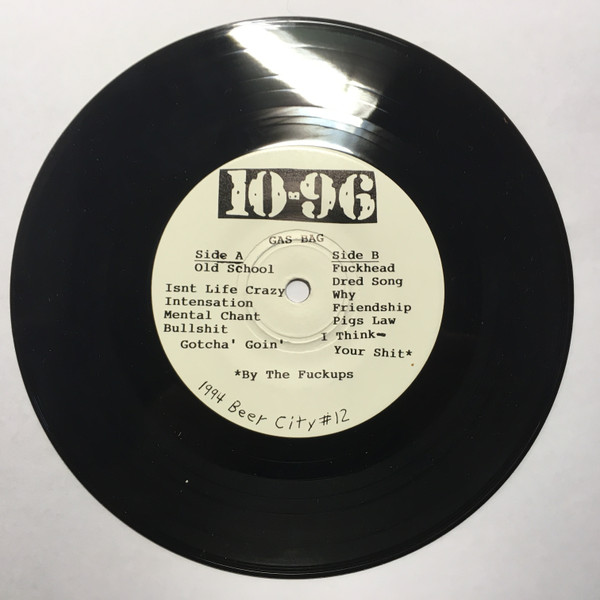 10-96
GAS BAG
Side A
Old School
Isnt Life Crazy
Intensation
Mental Chant
Bullshit
Gotcha' Goin'
Side B
Fuckhead
Dred Song
Why
Friendship
Pigs Law
I Think-
Your Shit*
*By The Fuckups
1994 Beer City #12